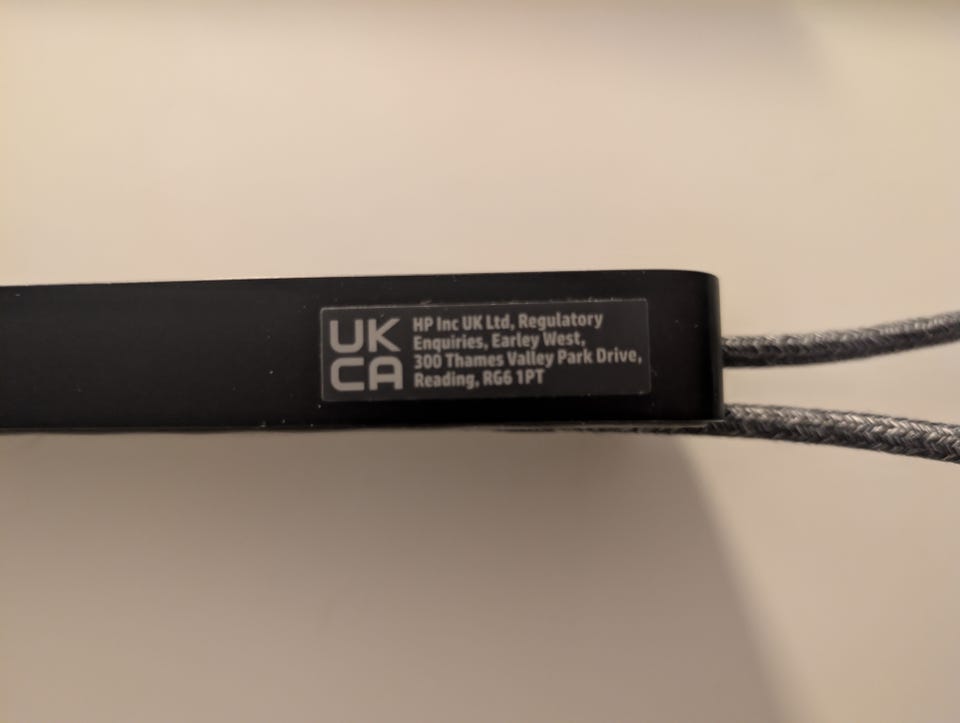 UK
CA
HP Inc UK Ltd, Regulatory
Enquiries, Earley West,
300 Thames Valley Park Drive,
Reading, RG6 1PT